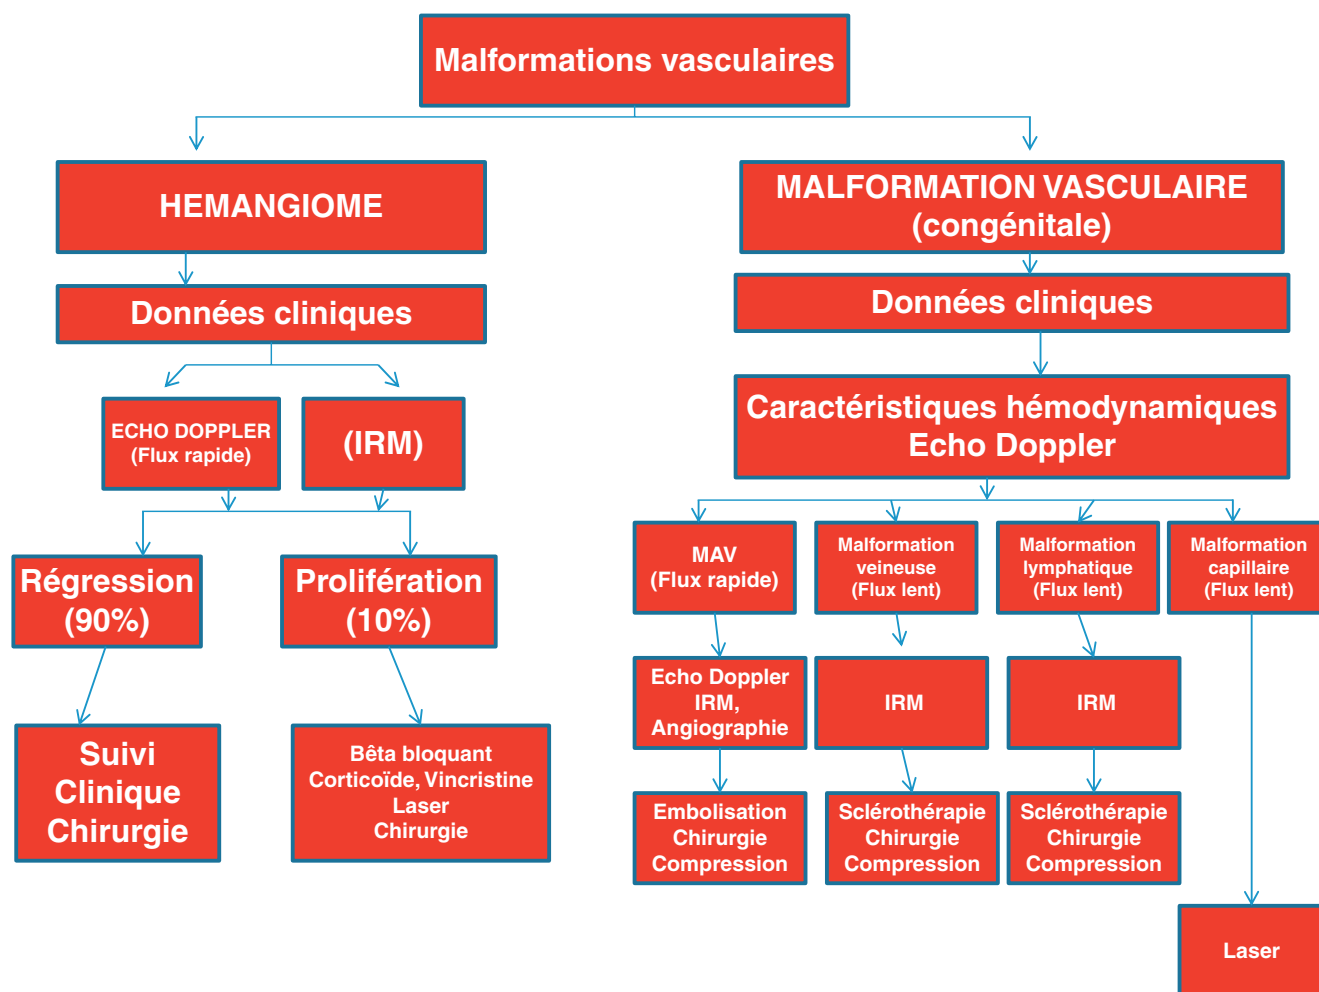 Malformations vasculaires
HEMANGIOME
Données cliniques
ECHO DOPPLER
(Flux rapide)
(IRM)
Régression
(90%)
Prolifération
(10%)
Suivi
Clinique
Chirurgie
Bêta bloquant
Corticoïde, Vincristine
Laser
Chirurgie
MALFORMATION VASCULAIRE
(congénitale)
Données cliniques
Caractéristiques hémodynamiques
Echo Doppler
MAV
(Flux rapide)
Malformation
veineuse
(Flux lent)
Malformation
lymphatique
(Flux lent)
Malformation
capillaire
(Flux lent)
Echo Doppler
IRM,
Angiographie
IRM
IRM
Embolisation
Chirurgie
Compression
Sclérothérapie
Chirurgie
Compression
Sclérothérapie
Chirurgie
Compression
Laser